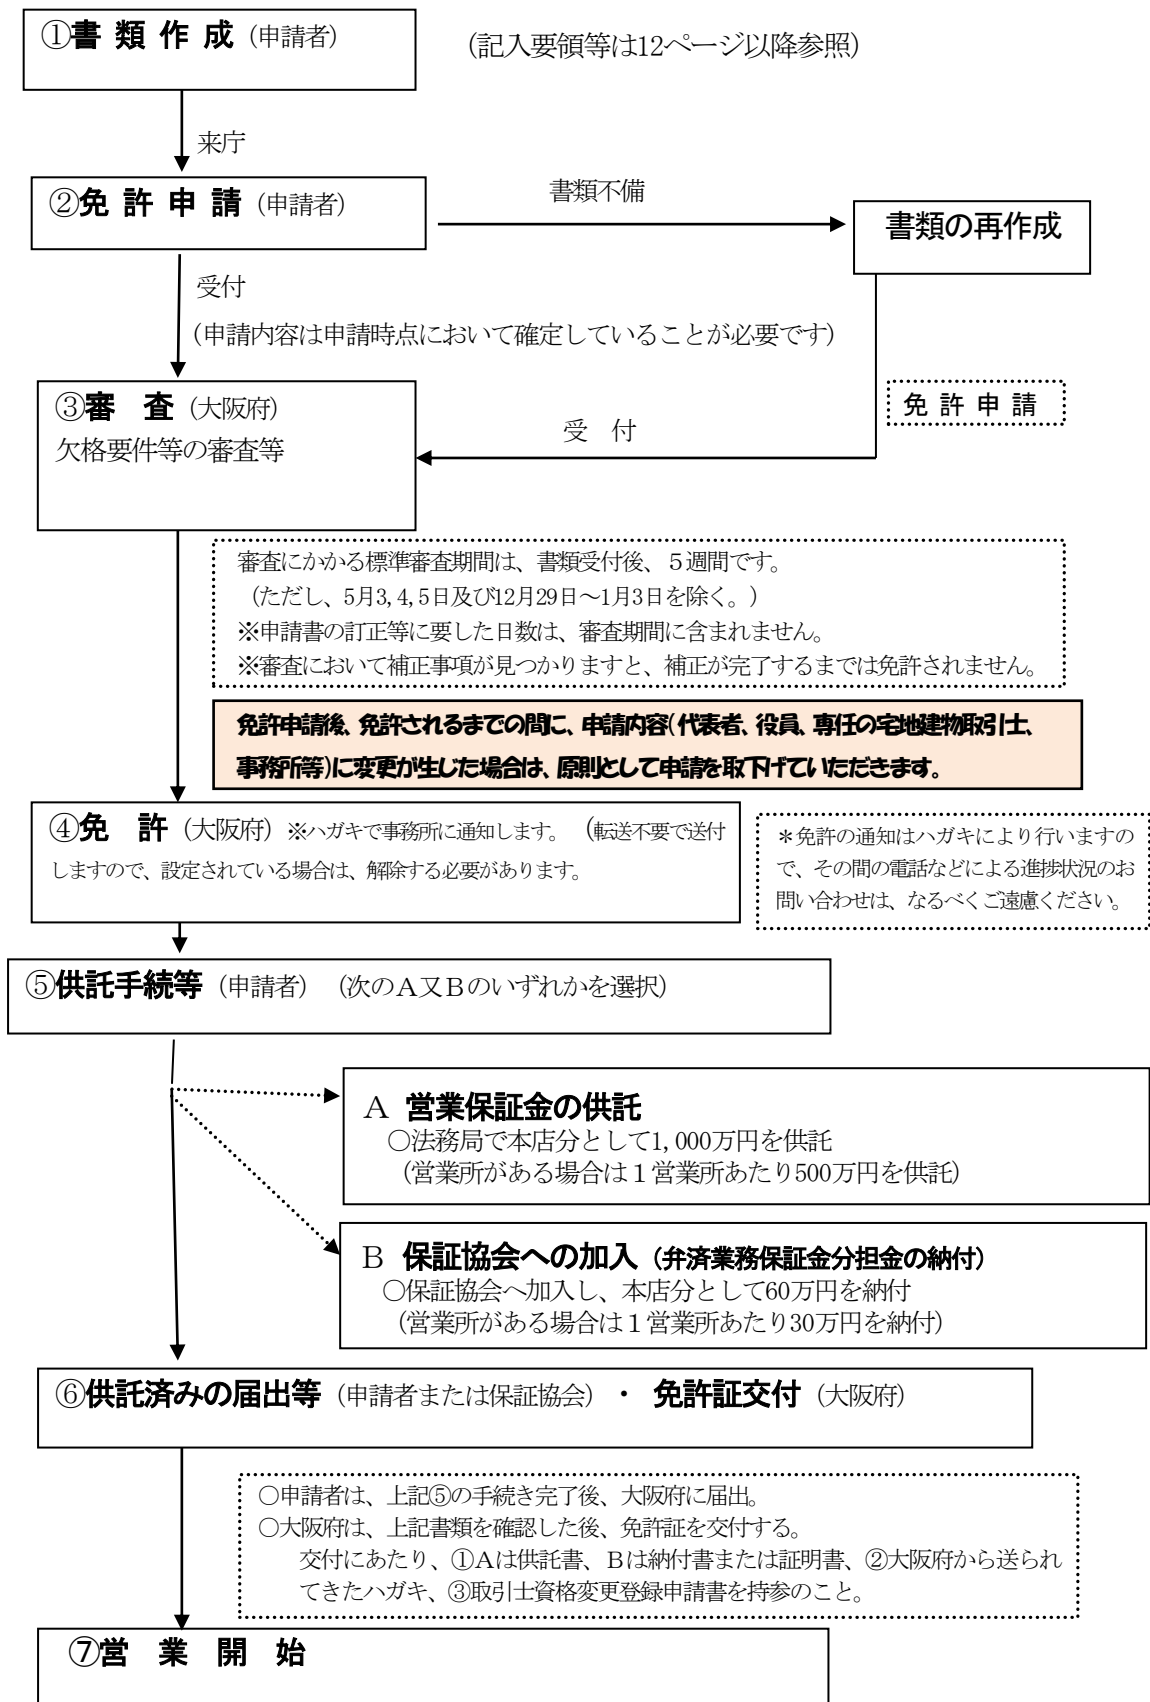 ①書 類 作 成（申請者）
（記入要領等は12ページ以降参照）
来庁
②免 許 申 請（申請者）
書類不備
書類の再作成
受付
（申請内容は申請時点において確定していることが必要です）
③審　査（大阪府）
欠格要件等の審査等
免 許 申 請
受　付
審査にかかる標準審査期間は、書類受付後、５週間です。
（ただし、5月3,4,5日及び12月29日～1月3日を除く。）
※申請書の訂正等に要した日数は、審査期間に含まれません。
※審査において補正事項が見つかりますと、補正が完了するまでは免許されません。
免許申請後、免許されるまでの間に、申請内容（代表者、役員、専任の宅地建物取引士、
事務所等）に変更が生じた場合は、原則として申請を取下げていただきます。
④免　許（大阪府）※ハガキで事務所に通知します。（転送不要で送付
しますので、設定されている場合は、解除する必要があります。
＊免許の通知はハガキにより行いますの
で、その間の電話などによる進捗状況のお
問い合わせは、なるべくご遠慮ください。
⑤供託手続等（申請者）（次のＡ又Ｂのいずれかを選択）
Ａ 営業保証金の供託
○法務局で本店分として1,000万円を供託
（営業所がある場合は１営業所あたり500万円を供託）
Ｂ 保証協会への加入（弁済業務保証金分担金の納付）
○保証協会へ加入し、本店分として60万円を納付
（営業所がある場合は１営業所あたり30万円を納付）
⑥供託済みの届出等（申請者または保証協会）・ 免許証交付（大阪府）
○申請者は、上記⑤の手続き完了後、大阪府に届出。
○大阪府は、上記書類を確認した後、免許証を交付する。
交付にあたり、①Ａは供託書、Ｂは納付書または証明書、②大阪府から送られ
てきたハガキ、③取引士資格変更登録申請書を持参のこと。
⑦営　業　開　始